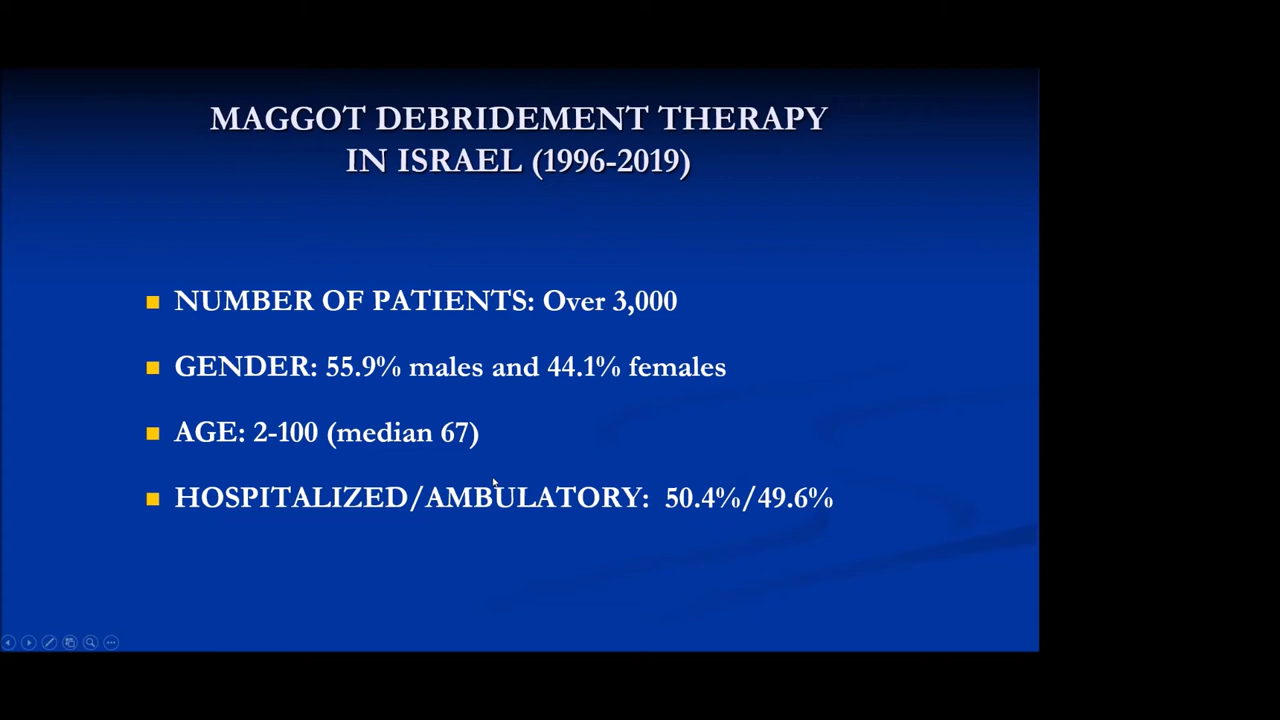 MAGGOT DEBRIDEMENT THERAPY
IN ISRAEL (1996-2019)
NUMBER OF PATIENTS: Over 3,000
GENDER: 55.9% males and 44.1% females
AGE: 2-100 (median 67)
HOSPITALIZED/AMBULATORY: 50.4%/49.6%